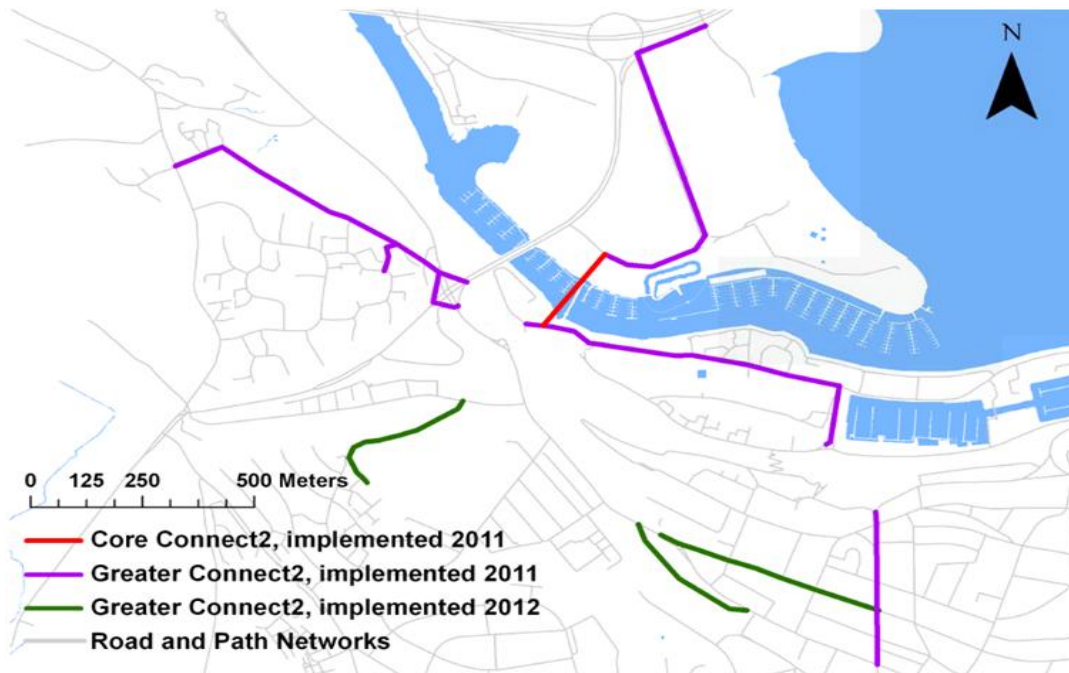 N
0 125 250 500 Meters
Core Connect2, implemented 2011
Greater Connect2, implemented 2011
Greater Connect2, implemented 2012
Road and Path Networks